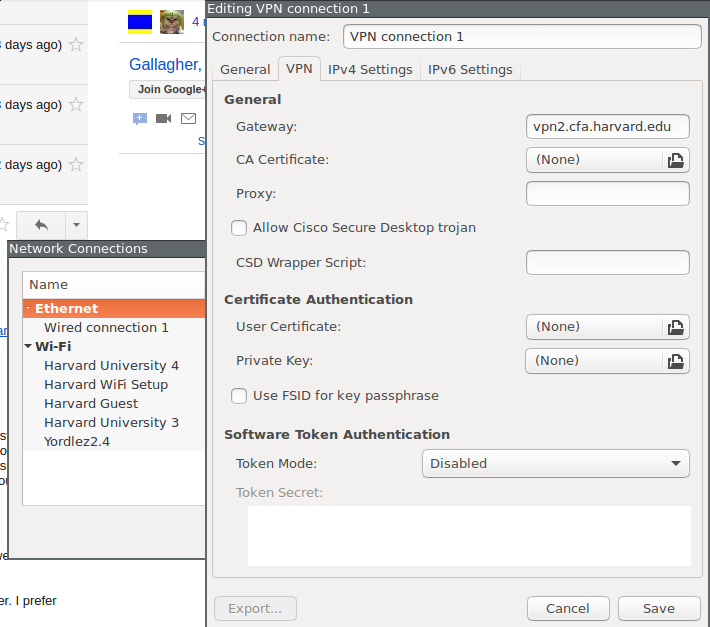 days ago)
4
Gallagher,
Join Google+
days ago)
S
days ago)
er. I prefer
Network Connections
Name
Ethernet
Wired connection 1
Wi-Fi
Harvard University 4
Harvard WiFi Setup
Harvard Guest
Harvard University 3
Yordlez2.4
Editing VPN connection 1
Connection name:
VPN connection 1
General
VPN
IPv4 Settings
IPv6 Settings
General
Gateway:
vpn2.cfa.harvard.edu
CA Certificate:
(None)
Proxy:
Allow Cisco Secure Desktop trojan
CSD Wrapper Script:
Certificate Authentication
User Certificate:
(None)
Private Key:
(None)
Use FSID for key passphrase
Software Token Authentication
Token Mode:
Disabled
Token Secret:
Export...
Cancel
Save